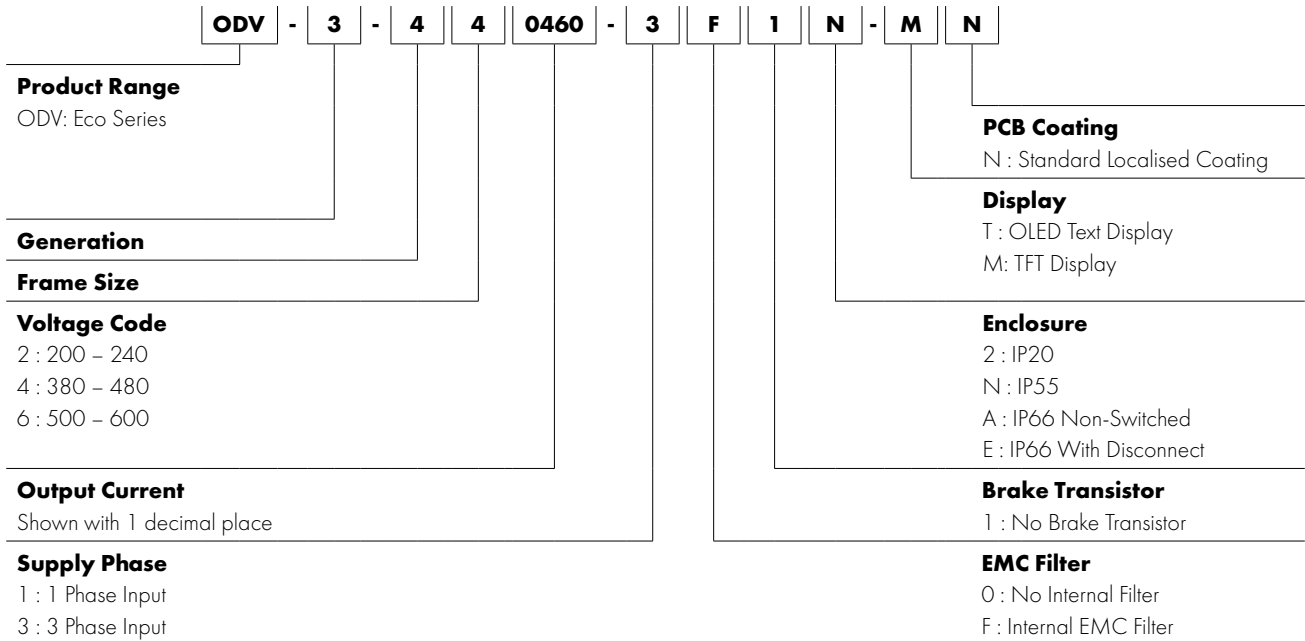 ODV - 3 - 4 4 0460 - 3 F 1 N - M N
Product Range
ODV: Eco Series
Generation
Frame Size
Voltage Code
2 : 200 – 240
4 : 380 – 480
6 : 500 – 600
Output Current
Shown with 1 decimal place
Supply Phase
1 : 1 Phase Input
3 : 3 Phase Input
PCB Coating
N : Standard Localised Coating
Display
T : OLED Text Display
M: TFT Display
Enclosure
2 : IP20
N : IP55
A : IP66 Non-Switched
E : IP66 With Disconnect
Brake Transistor
1 : No Brake Transistor
EMC Filter
0 : No Internal Filter
F : Internal EMC Filter